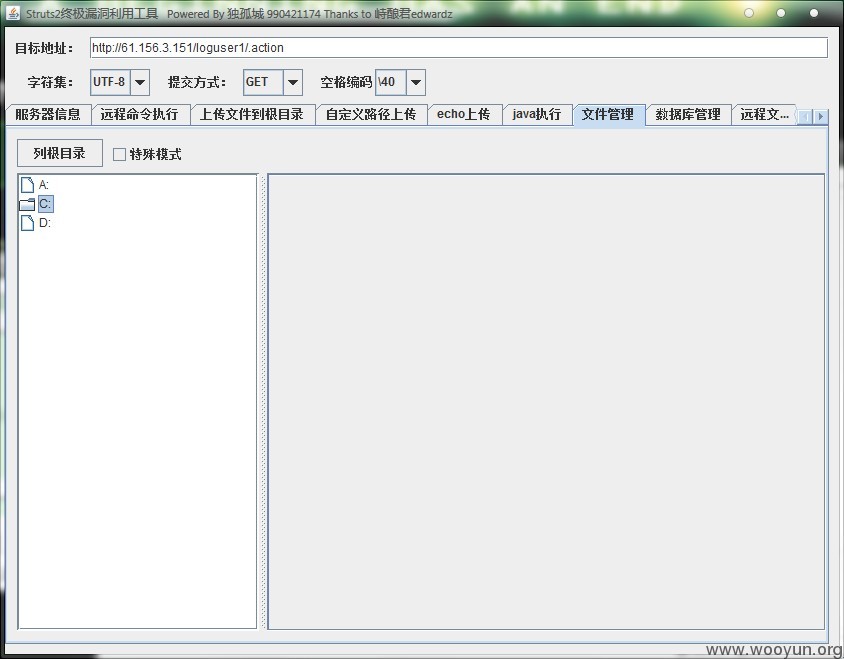 Struts2终极漏洞利用工具 Powered By 独孤城 990421174 Thanks to 峙酿君edwardz
目标地址： http://61.156.3.151/loguser1/.action
字符集： UTF-8 提交方式： GET 空格编码 \40
服务器信息 远程命令执行 上传文件到根目录 自定义路径上传 echo上传 java执行 文件管理 数据库管理 远程文...
列根目录 特殊模式
A:
C:
D:
www.wooyun.org